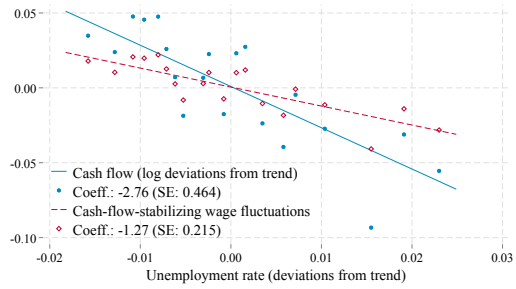 0.05
0.00
-0.05
-0.10
Cash flow (log deviations from trend)
Coeff.: -2.76 (SE: 0.464)
Cash-flow-stabilizing wage fluctuations
Coeff.: -1.27 (SE: 0.215)
-0.02 -0.01 0.00 0.01 0.02 0.03
Unemployment rate (deviations from trend)